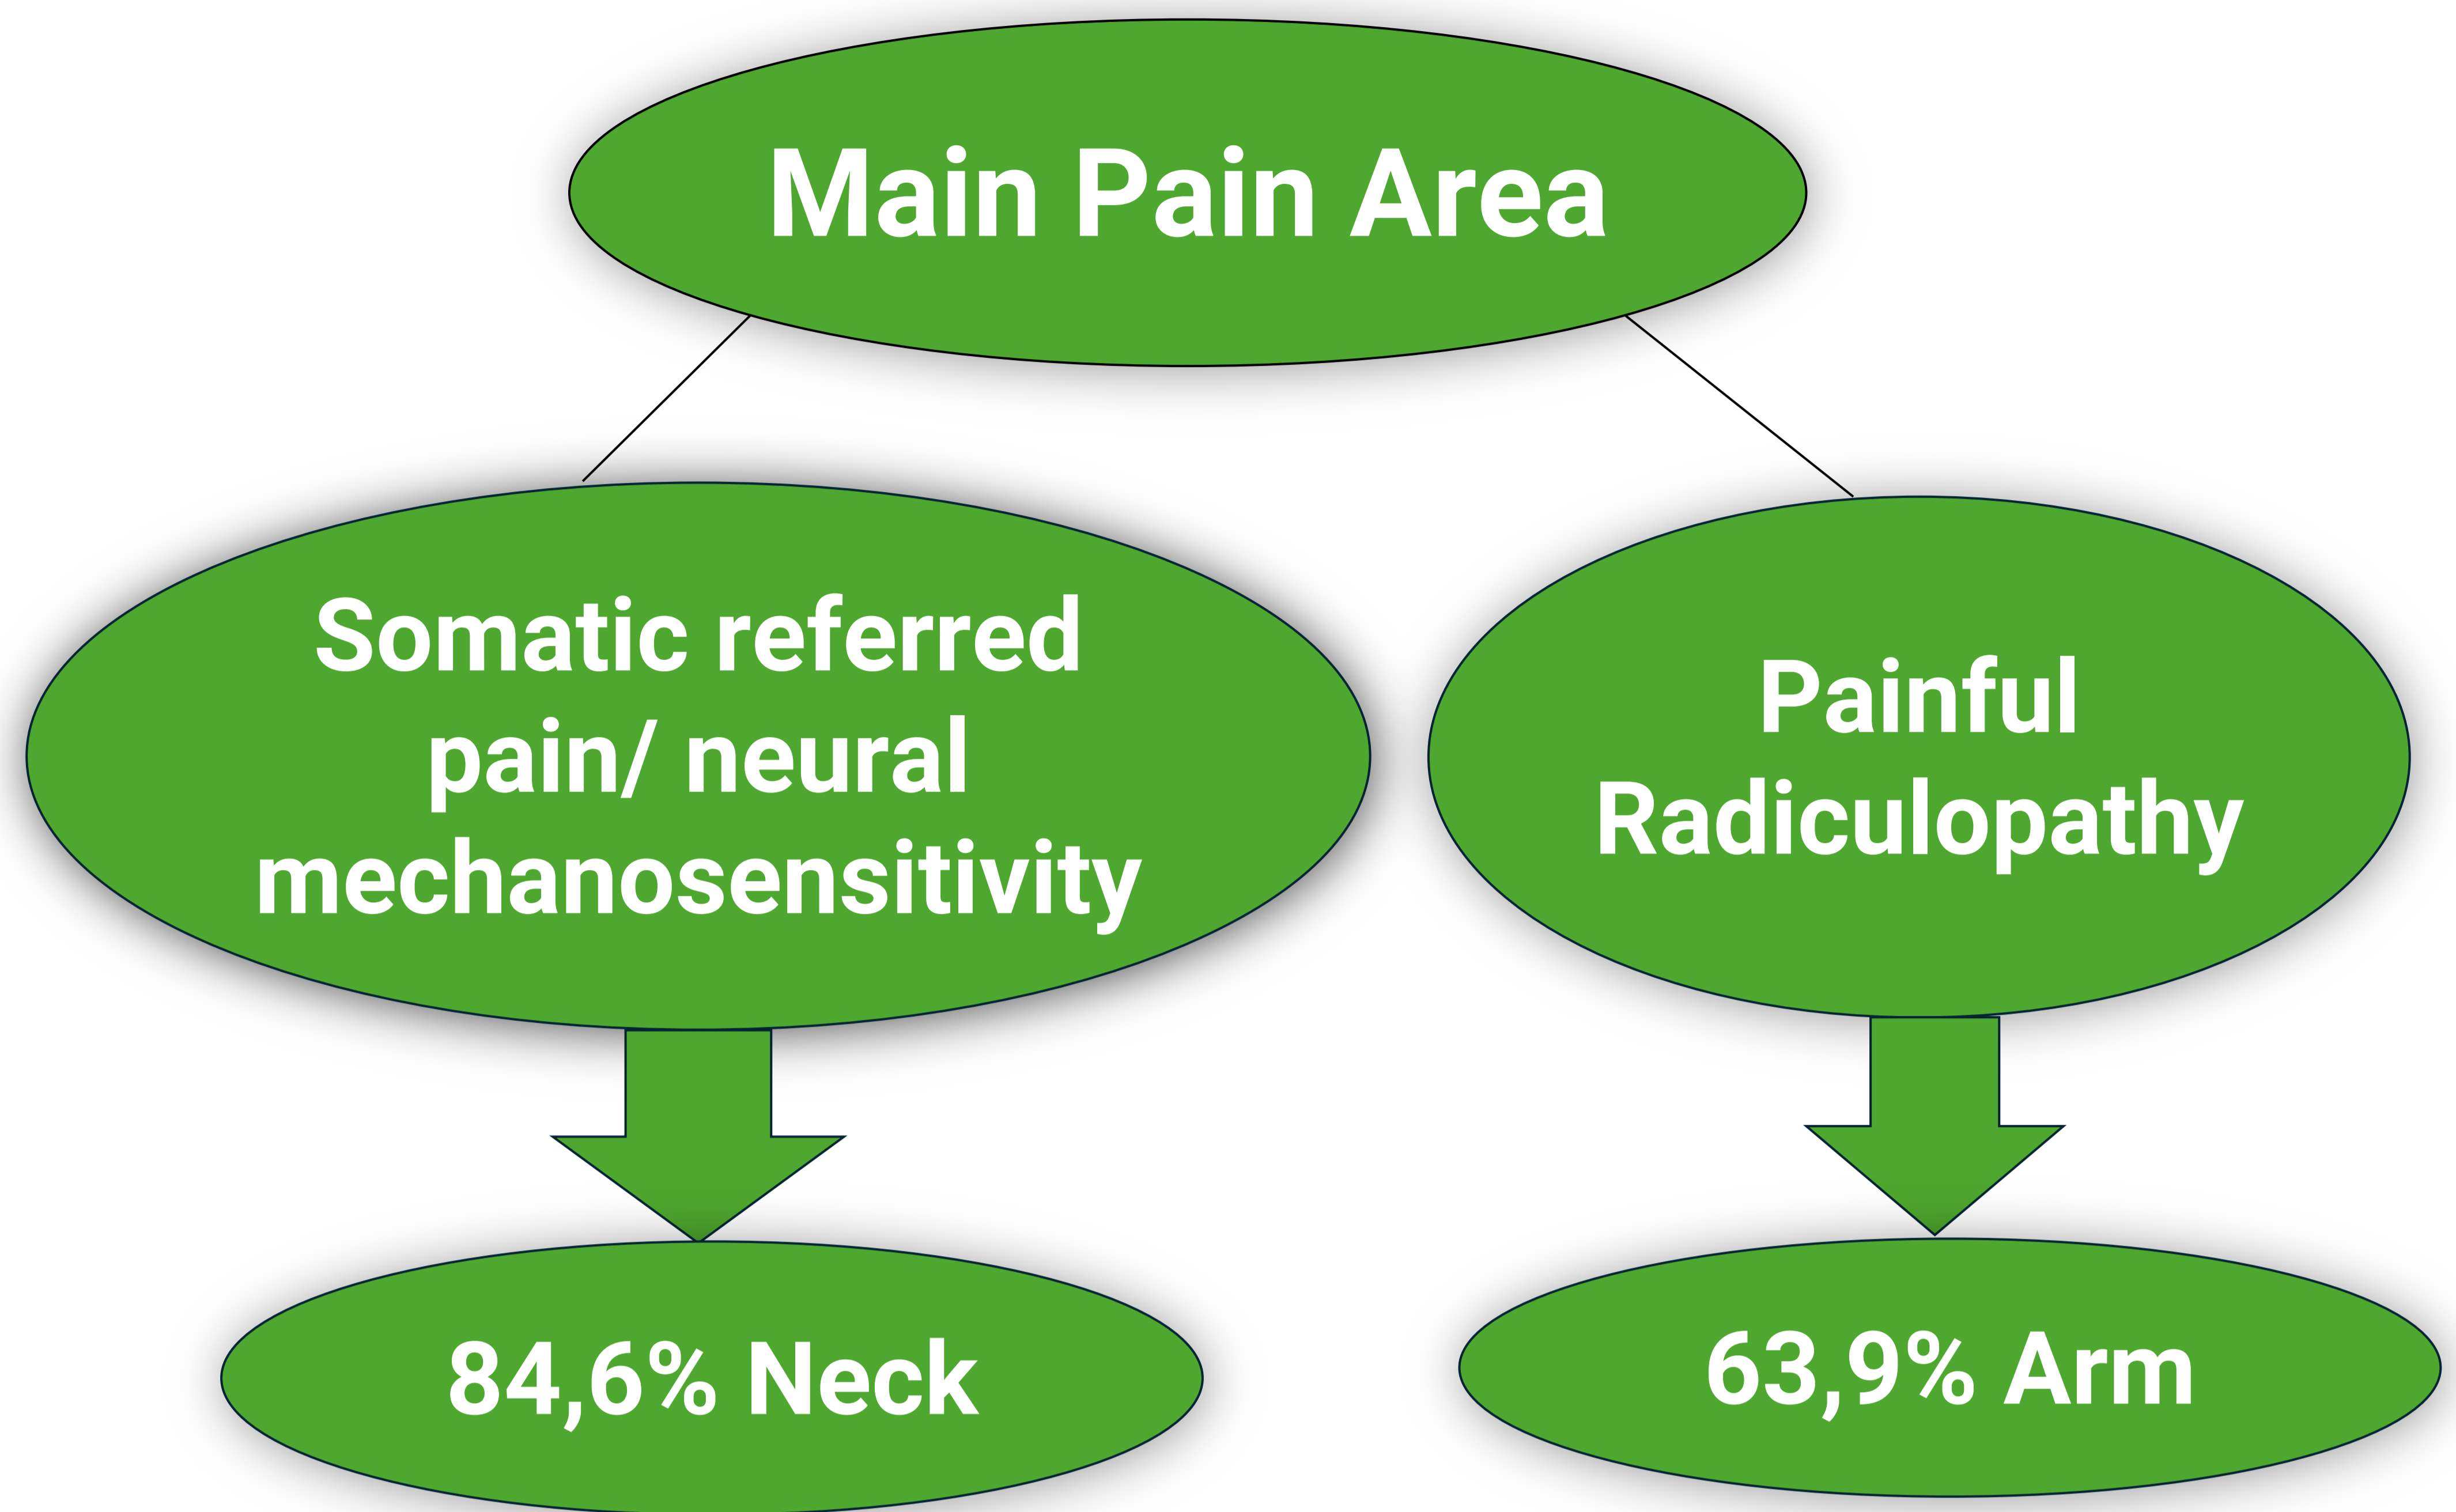 Main Pain Area
Somatic referred
pain/ neural
mechanosensitivity
Painful
Radiculopathy
84,6% Neck
63,9% Arm